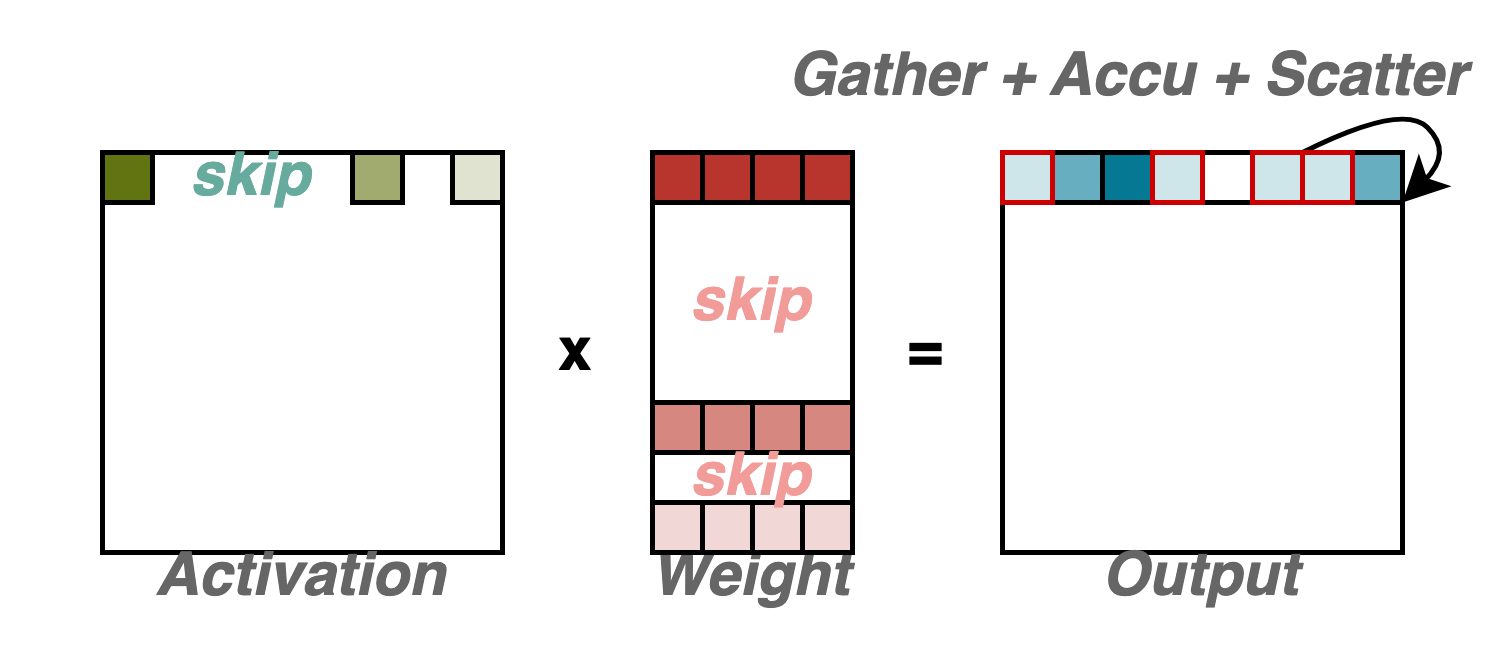 Gather + Accu + Scatter
skip
skip
x
=
skip
Activation
Weight
Output